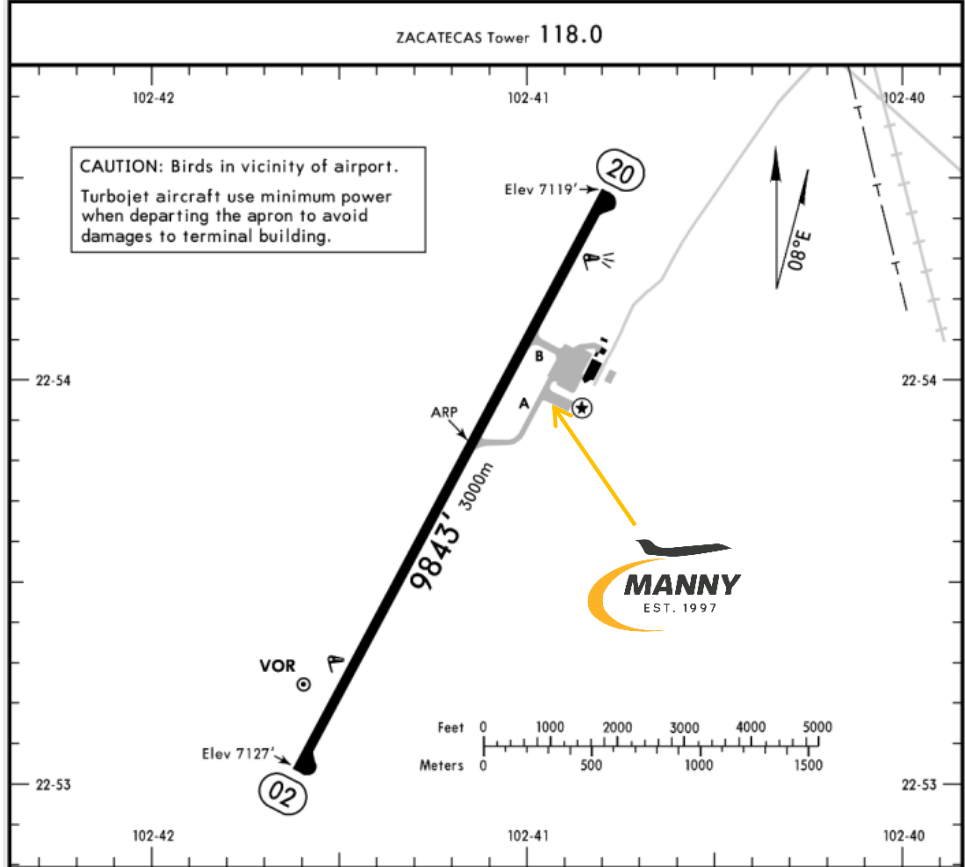 ZACATECAS Tower 118.0
102-42
102-41
102-40
CAUTION: Birds in vicinity of airport.
Turbojet aircraft use minimum power
when departing the apron to avoid
damages to terminal building.
20
Elev 7119'
08°E
T
T
T
B
22-54
22-54
A
ARP
3000m
9843'
MANNY
EST. 1997
VOR
Feet 0 1000 2000 3000 4000 5000
Elev 7127'
Meters 0 500 1000 1500
22-53
22-53
02
102-42
102-41
102-40